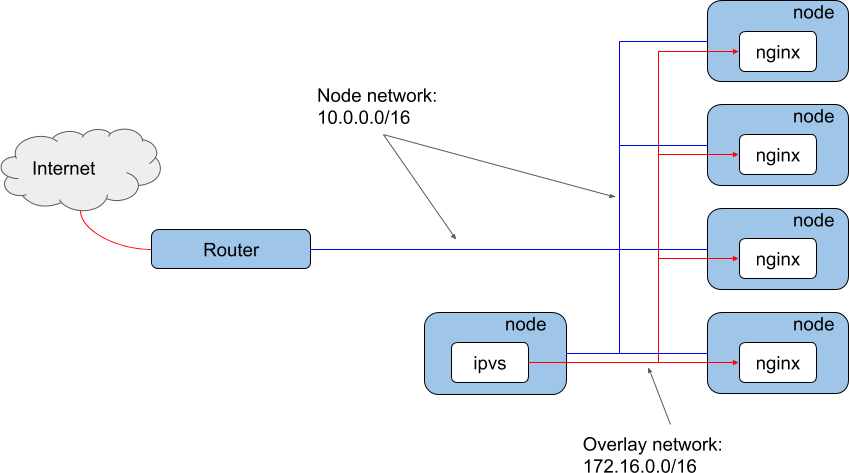 node
nginx
Node network:
10.0.0.0/16
node
nginx
Internet
node
Router
nginx
node
node
ipvs
nginx
Overlay network:
172.16.0.0/16